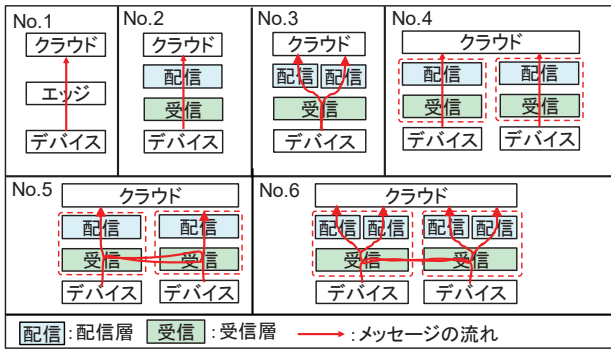 No.1
クラウド
エッジ
デバイス
No.2
クラウド
配信
受信
デバイス
No.3
クラウド
配信 配信
受信
デバイス
No.4
クラウド
配信 配信
受信 受信
デバイス デバイス
No.5
クラウド
配信 配信
受信 受信
デバイス デバイス
No.6
クラウド
配信 配信 配信 配信
受信 受信
デバイス デバイス
配信:配信層 受信:受信層 :メッセージの流れ